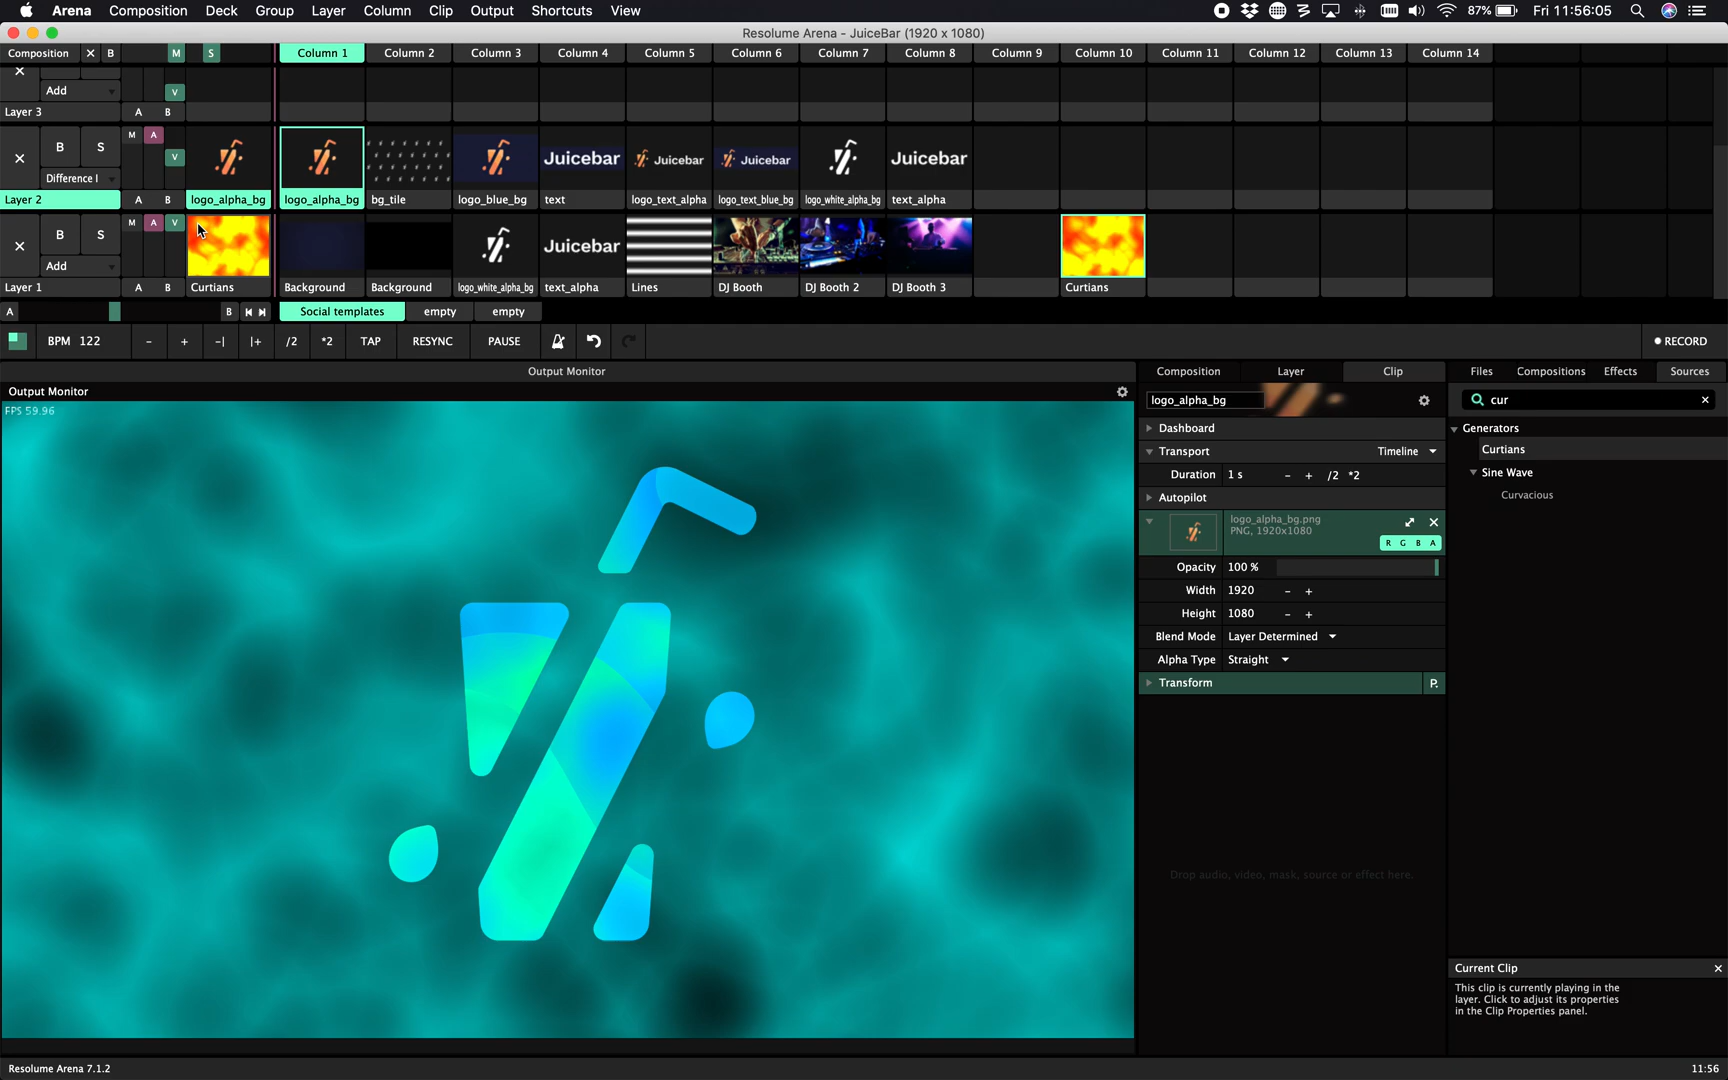 Arena Composition Deck Group Layer Column Clip Output Shortcuts View 87% Fri 11:56:05
Resolume Arena - JuiceBar (1920 x 1080)
Composition B M S Column 1 Column 2 Column 3 Column 4 Column 5 Column 6 Column 7 Column 8 Column 9 Column 10 Column 11 Column 12 Column 13 Column 14
Add V
Layer 3 A B
M A
B S V Juicebar Juicebar Juicebar Juicebar
Difference I
Layer 2 A B logo_alpha_bg logo_alpha_bg bg_tile logo_blue_bg text logo_text_alpha logo_text_blue_bg logo_white_alpha_bg text_alpha
M A V
B S Juicebar
Add
Layer 1 A B Curtians Background Background logo_white_alpha_bg text_alpha Lines DJ Booth DJ Booth 2 DJ Booth 3 Curtians
A B Social templates empty empty
BPM 122 - + -| |+ /2 *2 TAP RESYNC PAUSE RECORD
Output Monitor Composition Layer Clip Files Compositions Effects Sources
Output Monitor
FPS 59.96
logo_alpha_bg
Dashboard
Transport Timeline
Duration 1 s - + /2 *2
Autopilot
logo_alpha_bg.png
PNG, 1920x1080
R G B A
Opacity 100 %
Width 1920 - +
Height 1080 - +
Blend Mode Layer Determined
Alpha Type Straight
Transform P.
Drop audio, video, mask, source or effect here.
cur
Generators
Curtians
Sine Wave
Curvacious
Current Clip
This clip is currently playing in the
layer. Click to adjust its properties
in the Clip Properties panel.
Resolume Arena 7.1.2 11:56